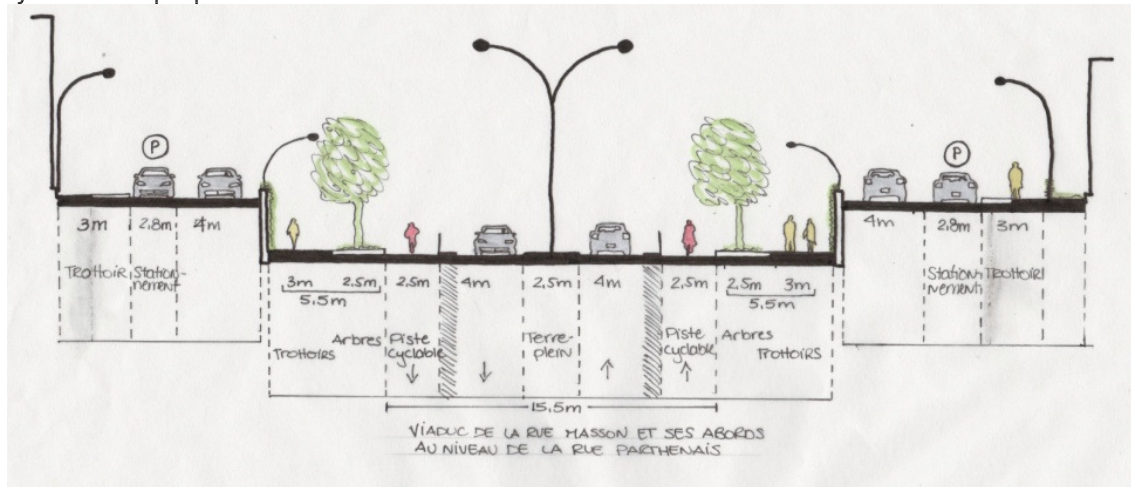 P
P
3m 2,8m 4m
4m 2,8m 3m
Trottoir Station-
nement
Station-
nement
Trottoir
3m 2,5m 2,5m 4m 2,5m 4m 2,5m 2,5m 3m
5,5m
5,5m
Arbres
Trottoirs
Piste
cyclable
Terre-
plein
Piste
cyclable
Arbres
Trottoirs
↓ ↓ ↑ ↑
15,5m
VIADUC DE LA RUE MASSON ET SES ABORDS
AU NIVEAU DE LA RUE PARTHENAIS